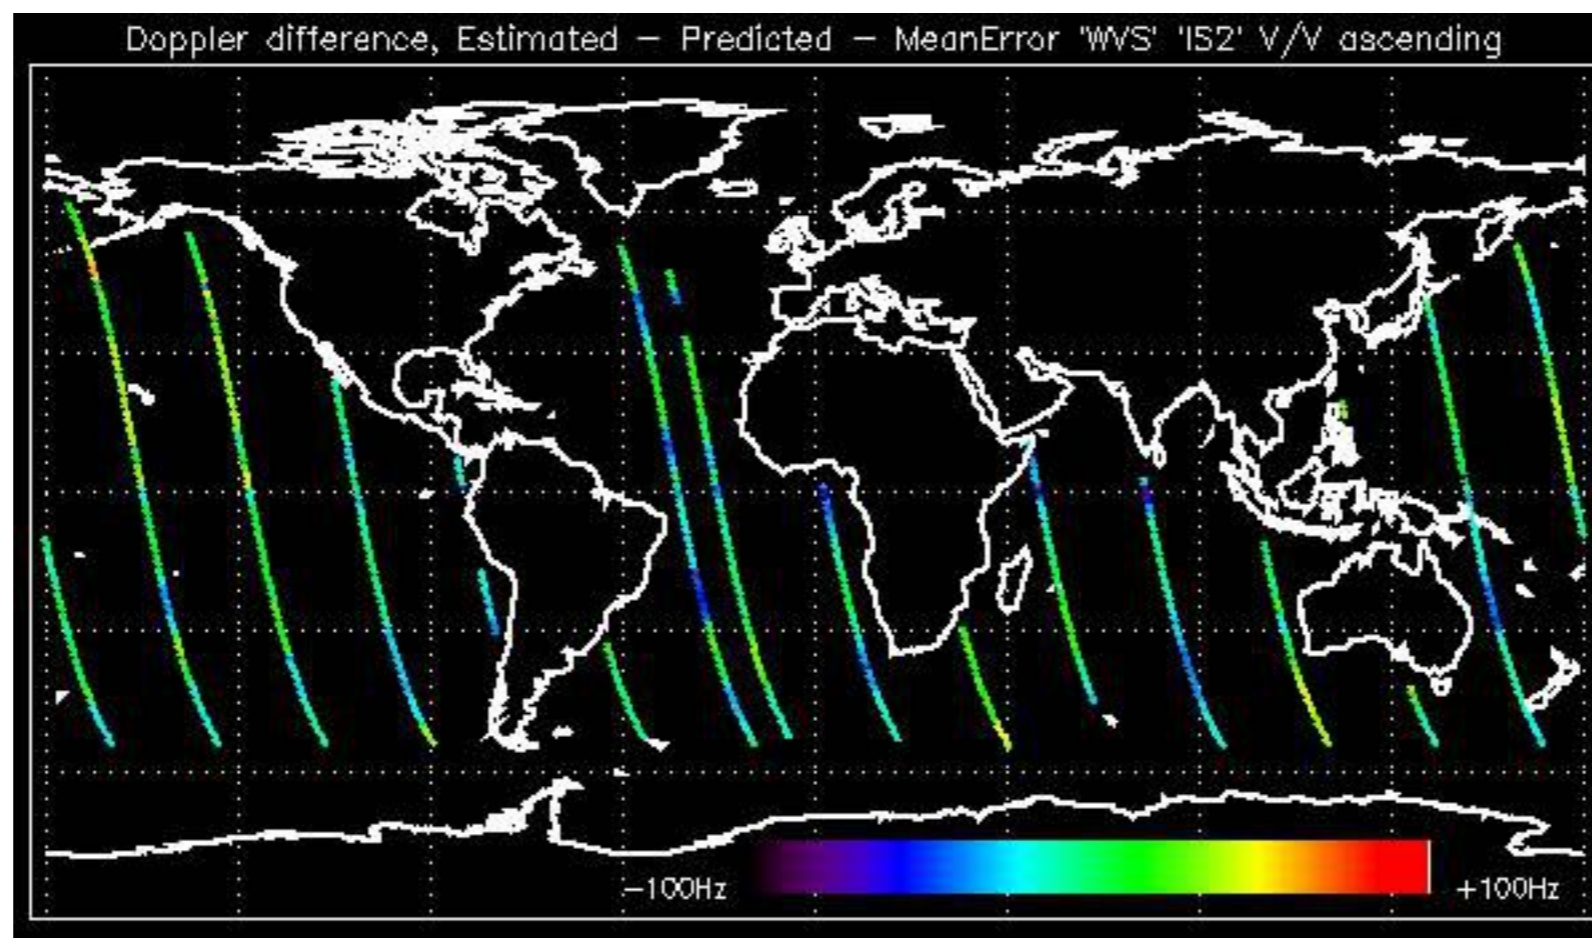 Doppler difference, Estimated – Predicted – MeanError 'WVS' 'IS2' V/V ascending
–100Hz
+100Hz